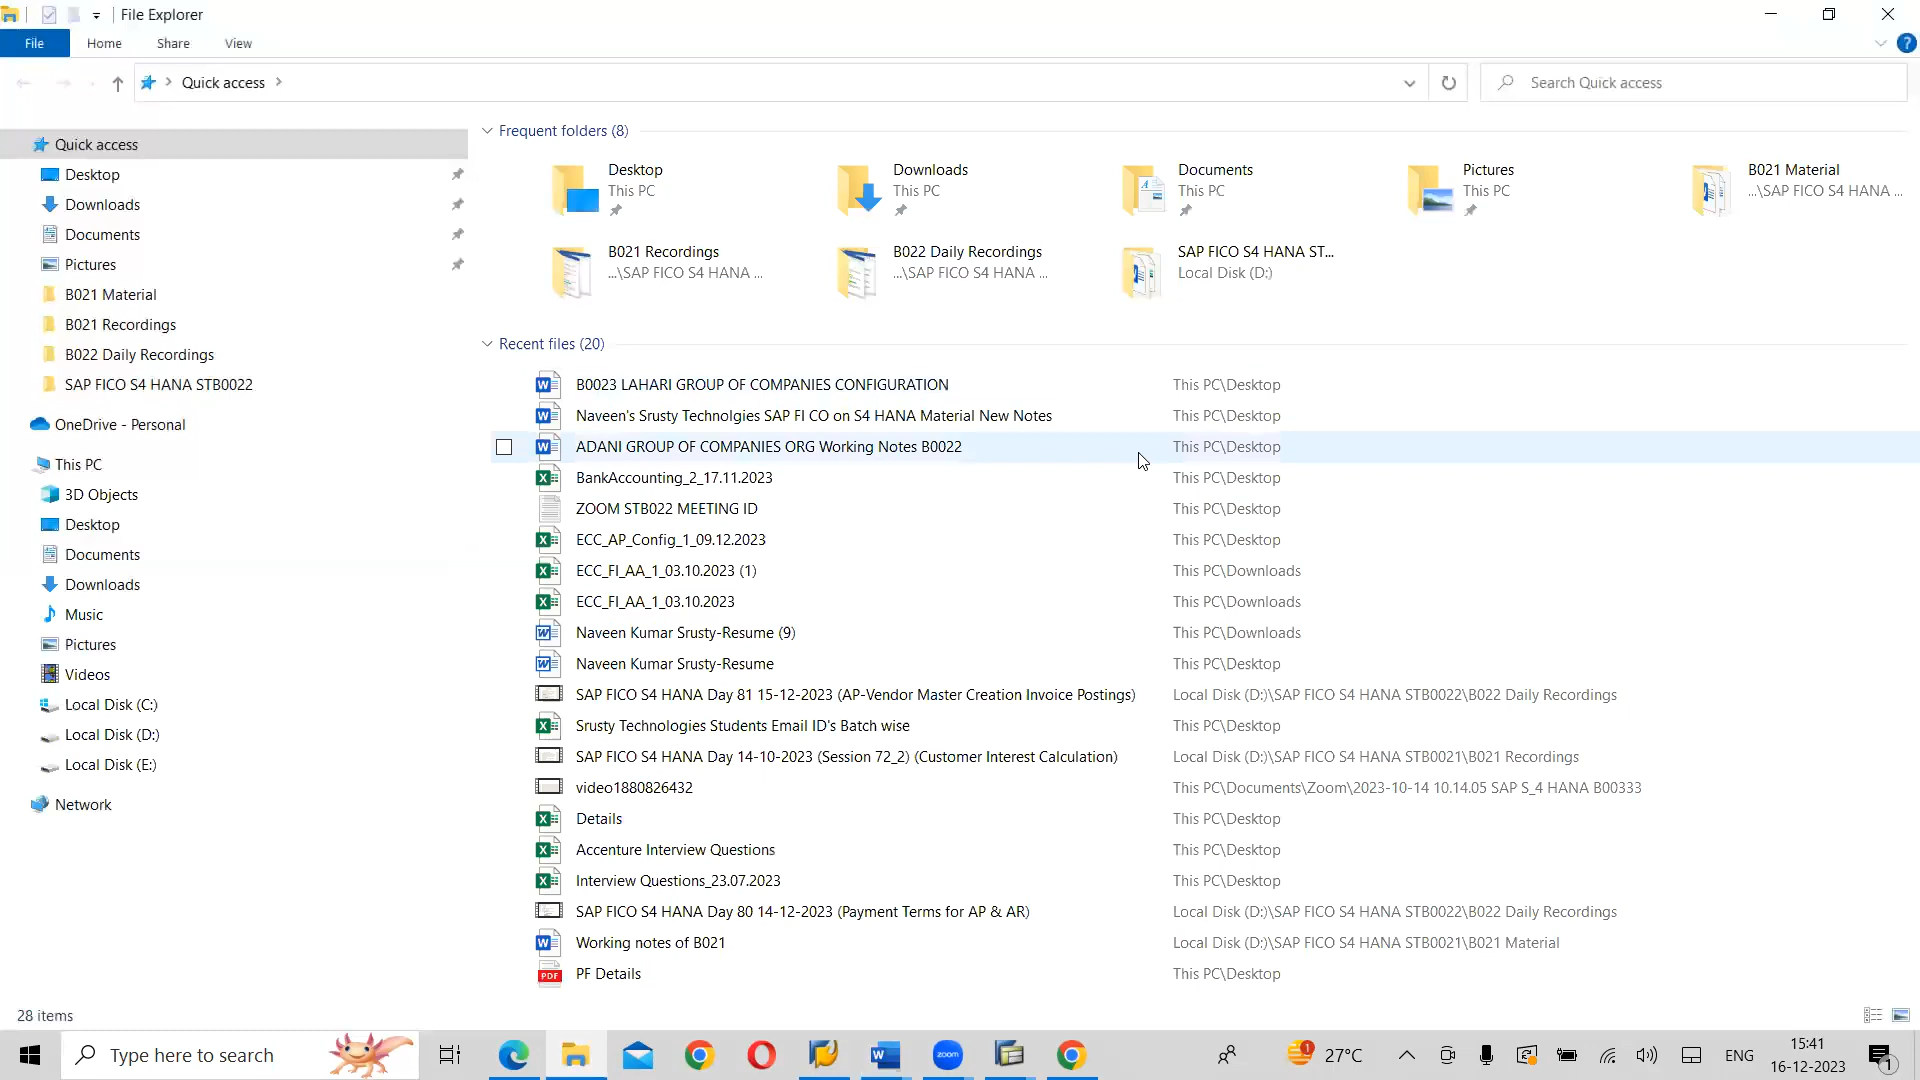 File Explorer
File Home Share View
Quick access
Search Quick access
Quick access
Desktop
Downloads
Documents
Pictures
B021 Material
B021 Recordings
B022 Daily Recordings
SAP FICO S4 HANA STB0022
OneDrive - Personal
This PC
3D Objects
Desktop
Documents
Downloads
Music
Pictures
Videos
Local Disk (C:)
Local Disk (D:)
Local Disk (E:)
Network
Frequent folders (8)
Desktop
This PC
Downloads
This PC
Documents
This PC
Pictures
This PC
B021 Material
...\SAP FICO S4 HANA ...
B021 Recordings
...\SAP FICO S4 HANA ...
B022 Daily Recordings
...\SAP FICO S4 HANA ...
SAP FICO S4 HANA ST...
Local Disk (D:)
Recent files (20)
B0023 LAHARI GROUP OF COMPANIES CONFIGURATION This PC\Desktop
Naveen's Srusty Technolgies SAP FI CO on S4 HANA Material New Notes This PC\Desktop
ADANI GROUP OF COMPANIES ORG Working Notes B0022 This PC\Desktop
BankAccounting_2_17.11.2023 This PC\Desktop
ZOOM STB022 MEETING ID This PC\Desktop
ECC_AP_Config_1_09.12.2023 This PC\Desktop
ECC_FI_AA_1_03.10.2023 (1) This PC\Downloads
ECC_FI_AA_1_03.10.2023 This PC\Downloads
Naveen Kumar Srusty-Resume (9) This PC\Downloads
Naveen Kumar Srusty-Resume This PC\Desktop
SAP FICO S4 HANA Day 81 15-12-2023 (AP-Vendor Master Creation Invoice Postings) Local Disk (D:)\SAP FICO S4 HANA STB0022\B022 Daily Recordings
Srusty Technologies Students Email ID's Batch wise This PC\Desktop
SAP FICO S4 HANA Day 14-10-2023 (Session 72_2) (Customer Interest Calculation) Local Disk (D:)\SAP FICO S4 HANA STB0021\B021 Recordings
video1880826432 This PC\Documents\Zoom\2023-10-14 10.14.05 SAP S_4 HANA B00333
Details This PC\Desktop
Accenture Interview Questions This PC\Desktop
Interview Questions_23.07.2023 This PC\Desktop
SAP FICO S4 HANA Day 80 14-12-2023 (Payment Terms for AP & AR) Local Disk (D:)\SAP FICO S4 HANA STB0022\B022 Daily Recordings
Working notes of B021 Local Disk (D:)\SAP FICO S4 HANA STB0021\B021 Material
PDF
PF Details This PC\Desktop
28 items
Type here to search
zoom
1
27°C
ENG
15:41
16-12-2023
1